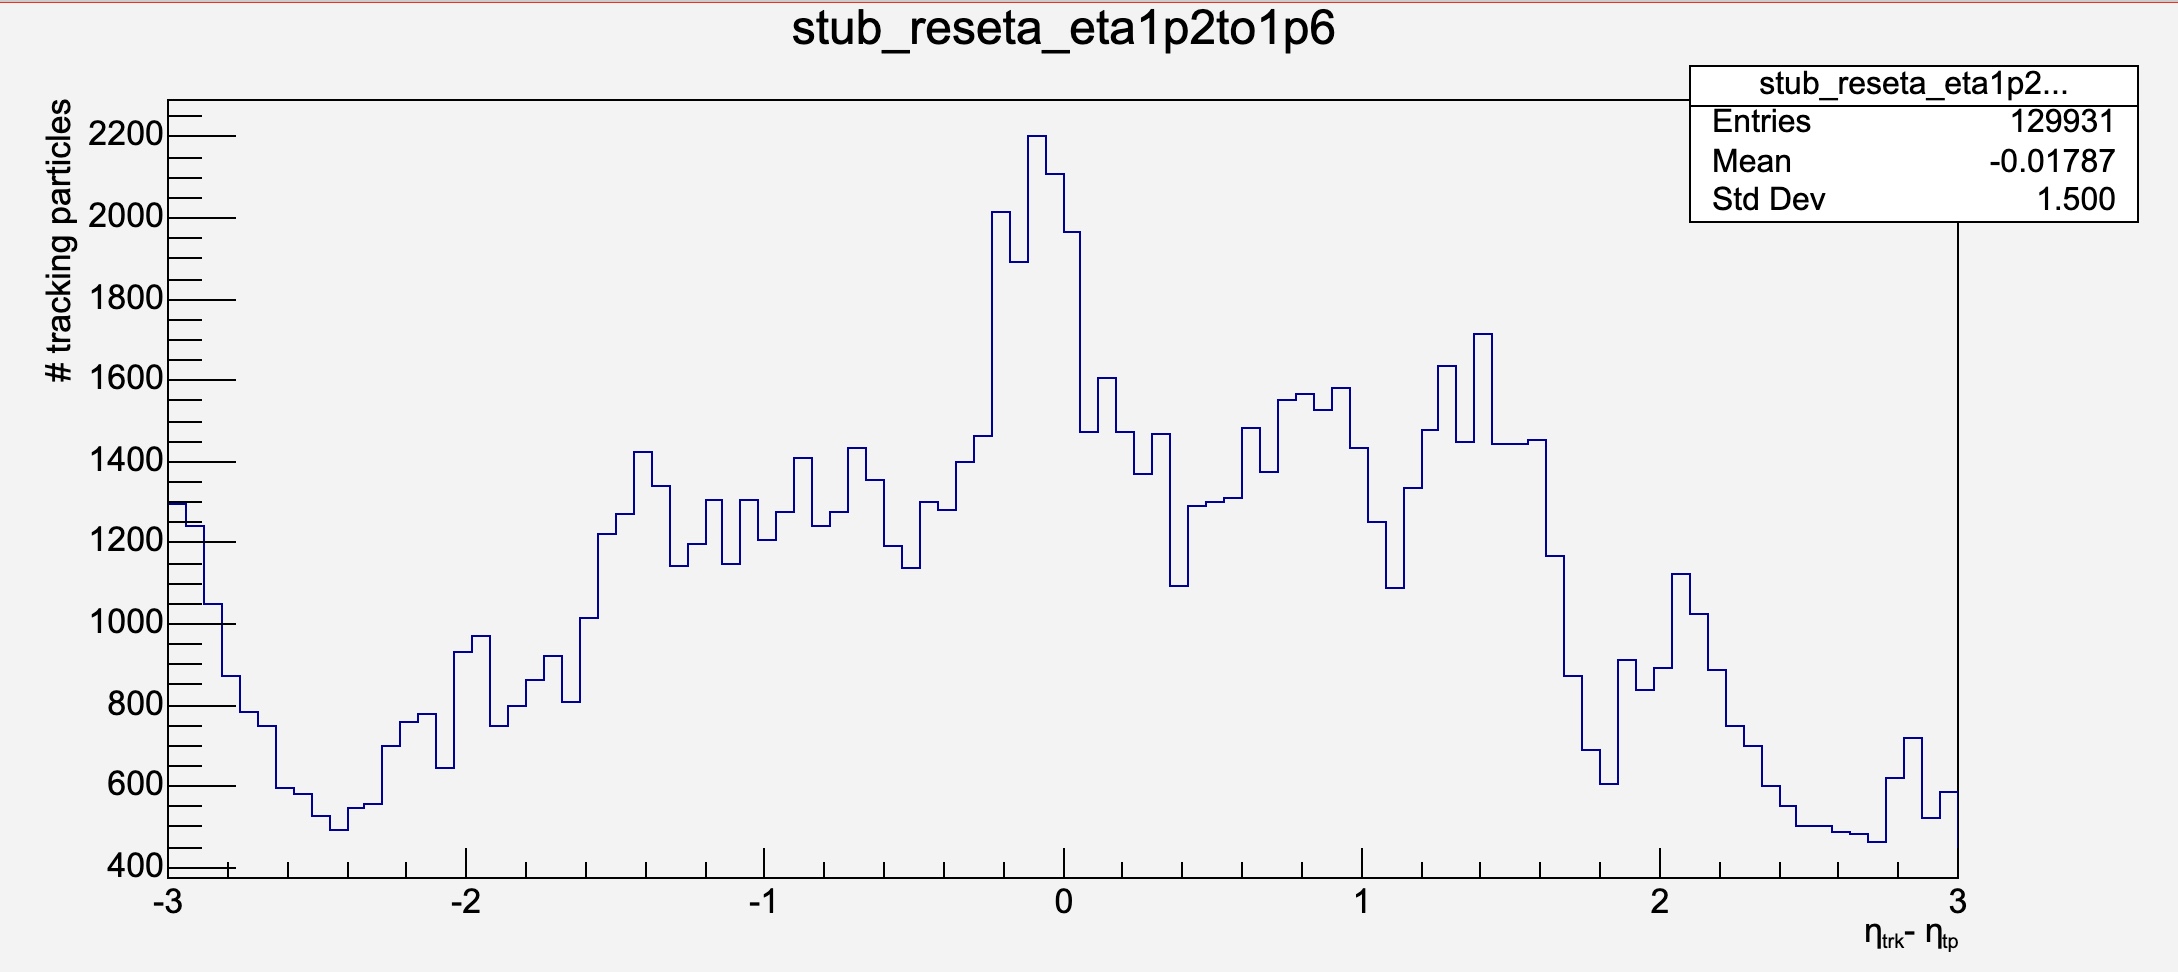 stub_reseta_eta1p2to1p6
stub_reseta_eta1p2...
Entries 129931
Mean -0.01787
Std Dev 1.500
# tracking particles
2200
2000
1800
1600
1400
1200
1000
800
600
400
-3 -2 -1 0 1 2 3
ηtrk- ηtp